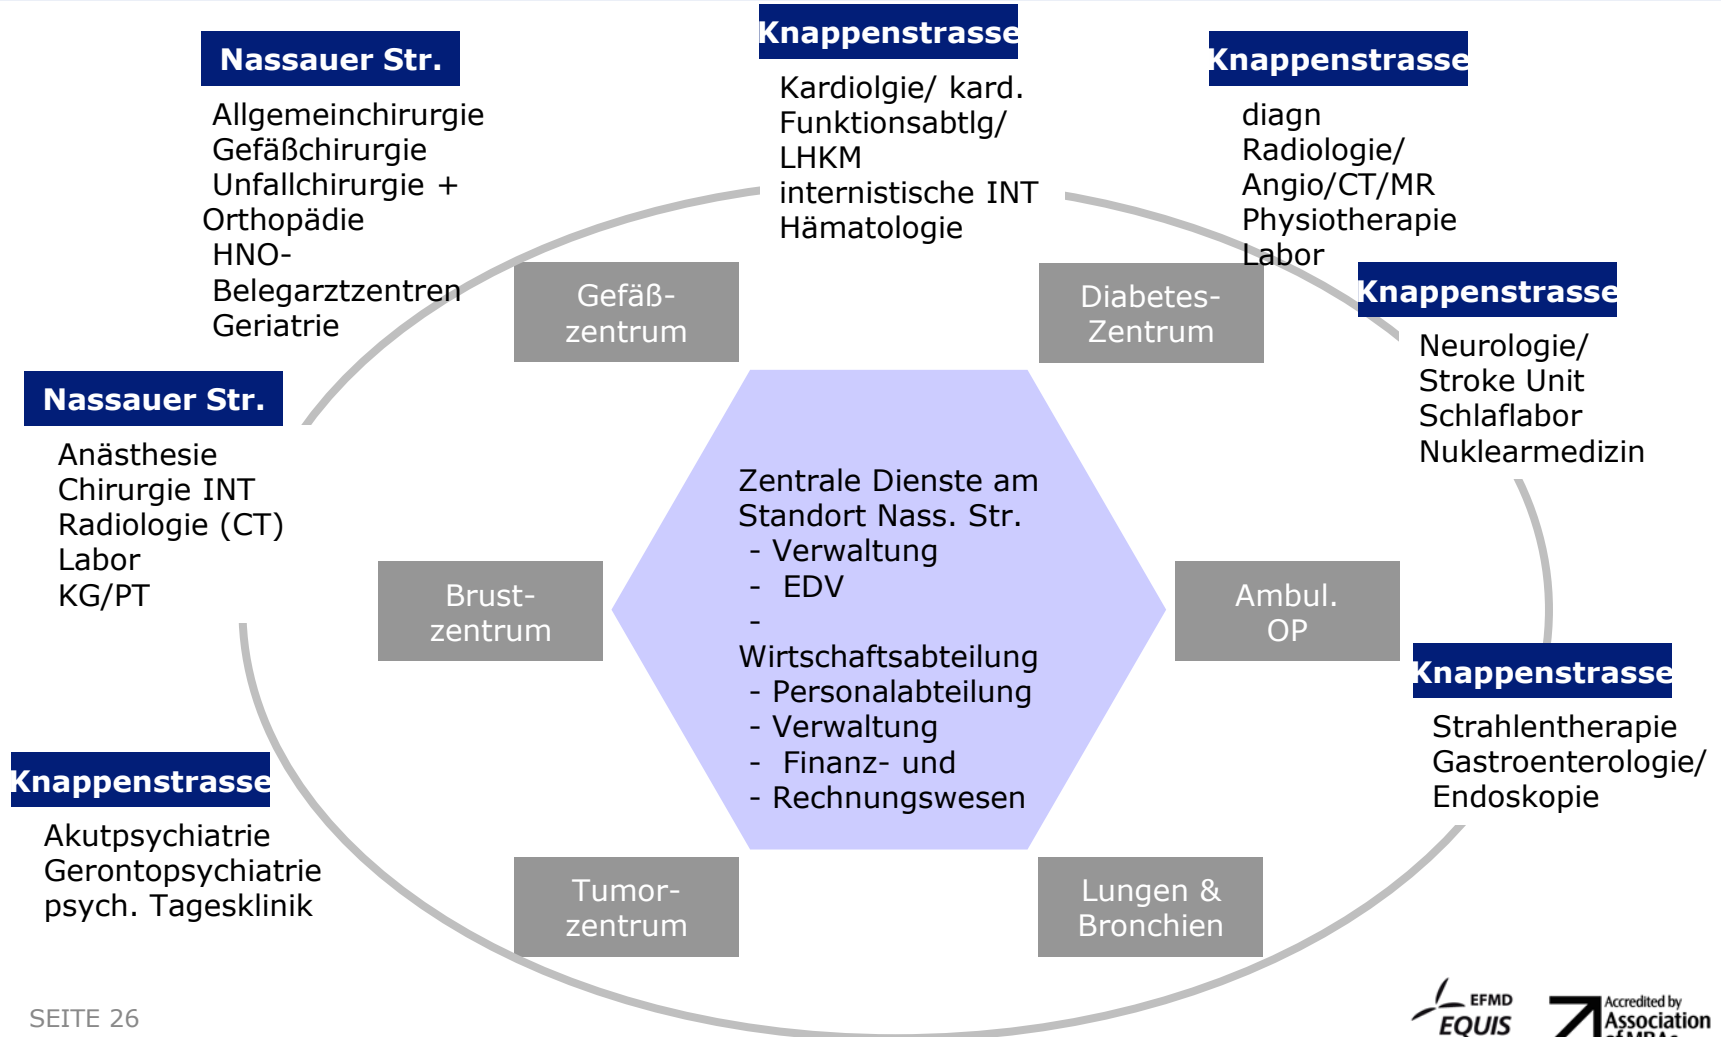 Nassauer Str.
Allgemeinchirurgie
Gefäßchirurgie
Unfallchirurgie +
Orthopädie
HNO-
Belegarztzentren
Geriatrie
Knappenstrasse
Kardiolgie/ kard.
Funktionsabtlg/
LHKM
internistische INT
Hämatologie
Knappenstrasse
diagn
Radiologie/
Angio/CT/MR
Physiotherapie
Labor
Knappenstrasse
Neurologie/
Stroke Unit
Schlaflabor
Nuklearmedizin
Gefäß-
zentrum
Diabetes-
Zentrum
Nassauer Str.
Anästhesie
Chirurgie INT
Radiologie (CT)
Labor
KG/PT
Zentrale Dienste am
Standort Nass. Str.
- Verwaltung
- EDV
-
Wirtschaftsabteilung
- Personalabteilung
- Verwaltung
- Finanz- und
- Rechnungswesen
Brust-
zentrum
Ambul.
OP
Knappenstrasse
Strahlentherapie
Gastroenterologie/
Endoskopie
Knappenstrasse
Akutpsychiatrie
Gerontopsychiatrie
psych. Tagesklinik
Tumor-
zentrum
Lungen &
Bronchien
SEITE 26
EFMD
EQUIS
Accredited by
Association
of MBAs